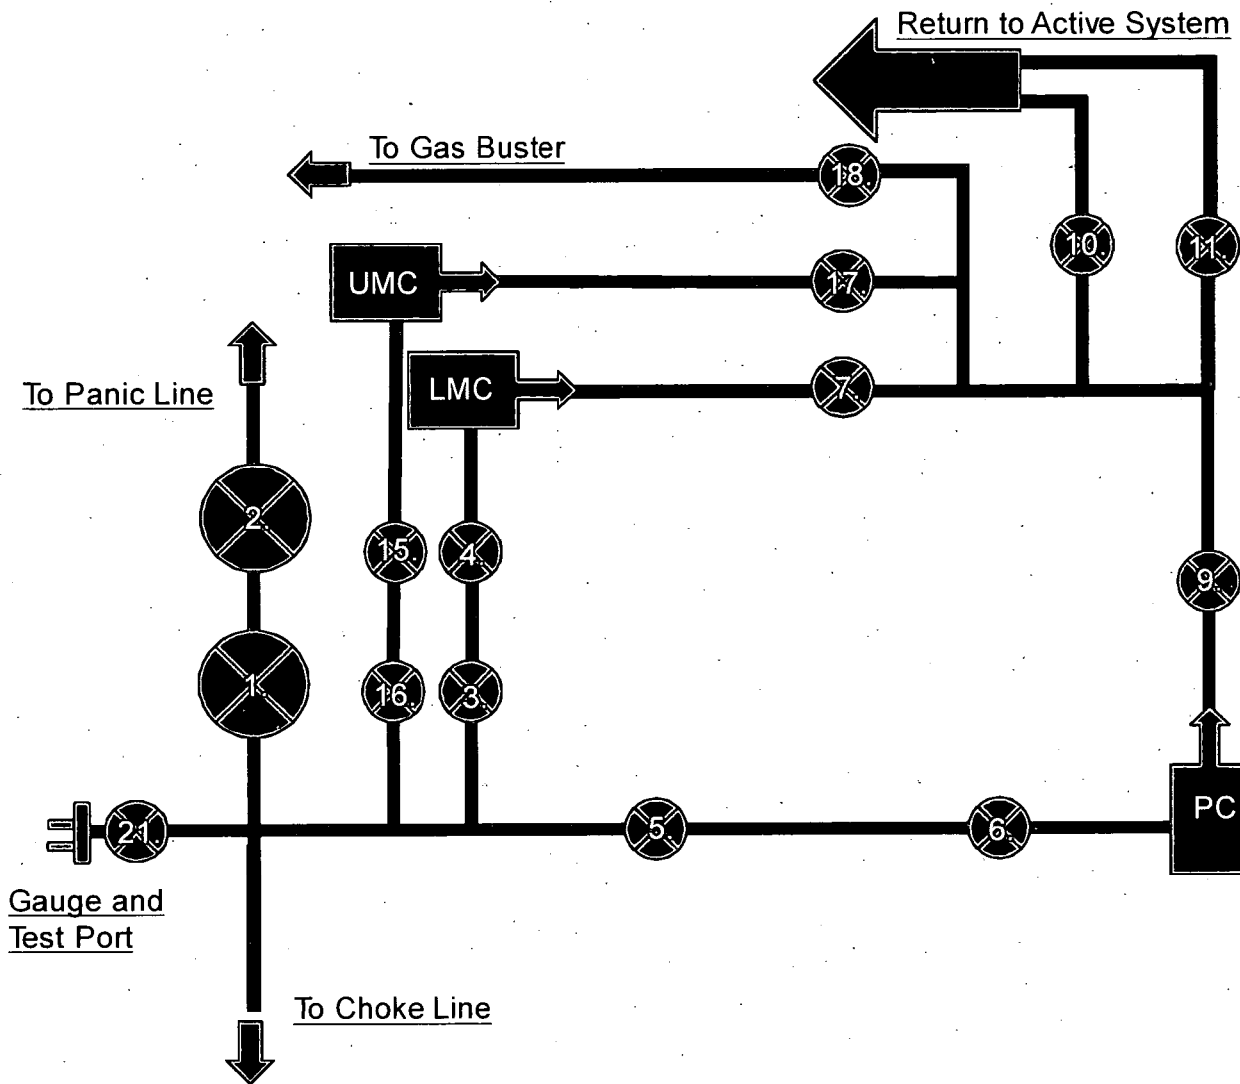 Return to Active System
To Gas Buster
18.
10.
11.
UMC
17.
To Panic Line
LMC
7.
2.
15.
4.
9.
1.
16.
3.
PC
21.
5.
6.
Gauge and
Test Port
To Choke Line